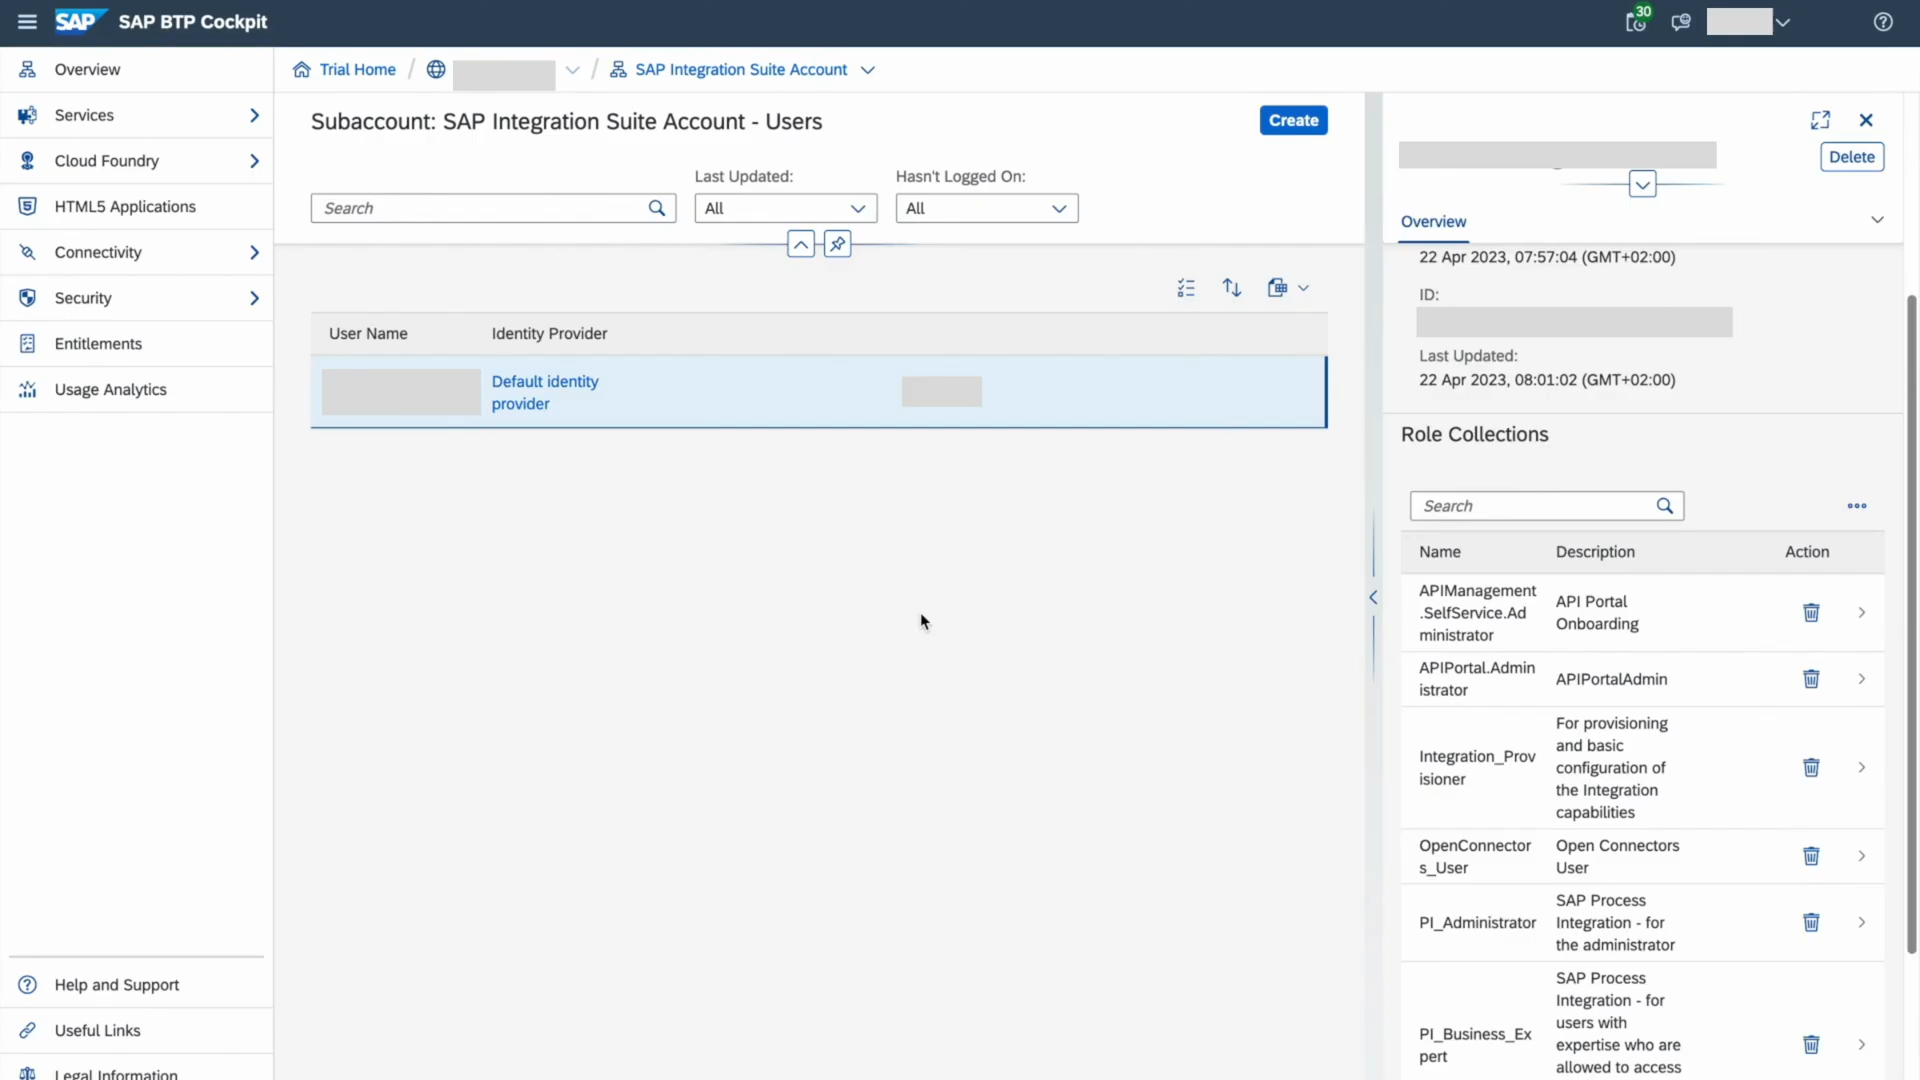 SAP SAP BTP Cockpit
30
Overview
Services
Cloud Foundry
HTML5 Applications
Connectivity
Security
Entitlements
Usage Analytics
Help and Support
Useful Links
Legal Information
Trial Home / / SAP Integration Suite Account
Subaccount: SAP Integration Suite Account - Users
Create
Last Updated:
Hasn't Logged On:
Search
All
All
User Name
Identity Provider
Default identity
provider
Delete
Overview
22 Apr 2023, 07:57:04 (GMT+02:00)
ID:
Last Updated:
22 Apr 2023, 08:01:02 (GMT+02:00)
Role Collections
Search
Name
Description
Action
APIManagement
.SelfService.Ad
ministrator
API Portal
Onboarding
APIPortal.Admin
istrator
APIPortalAdmin
Integration_Prov
isioner
For provisioning
and basic
configuration of
the Integration
capabilities
OpenConnector
s_User
Open Connectors
User
PI_Administrator
SAP Process
Integration - for
the administrator
PI_Business_Ex
pert
SAP Process
Integration - for
users with
expertise who are
allowed to access